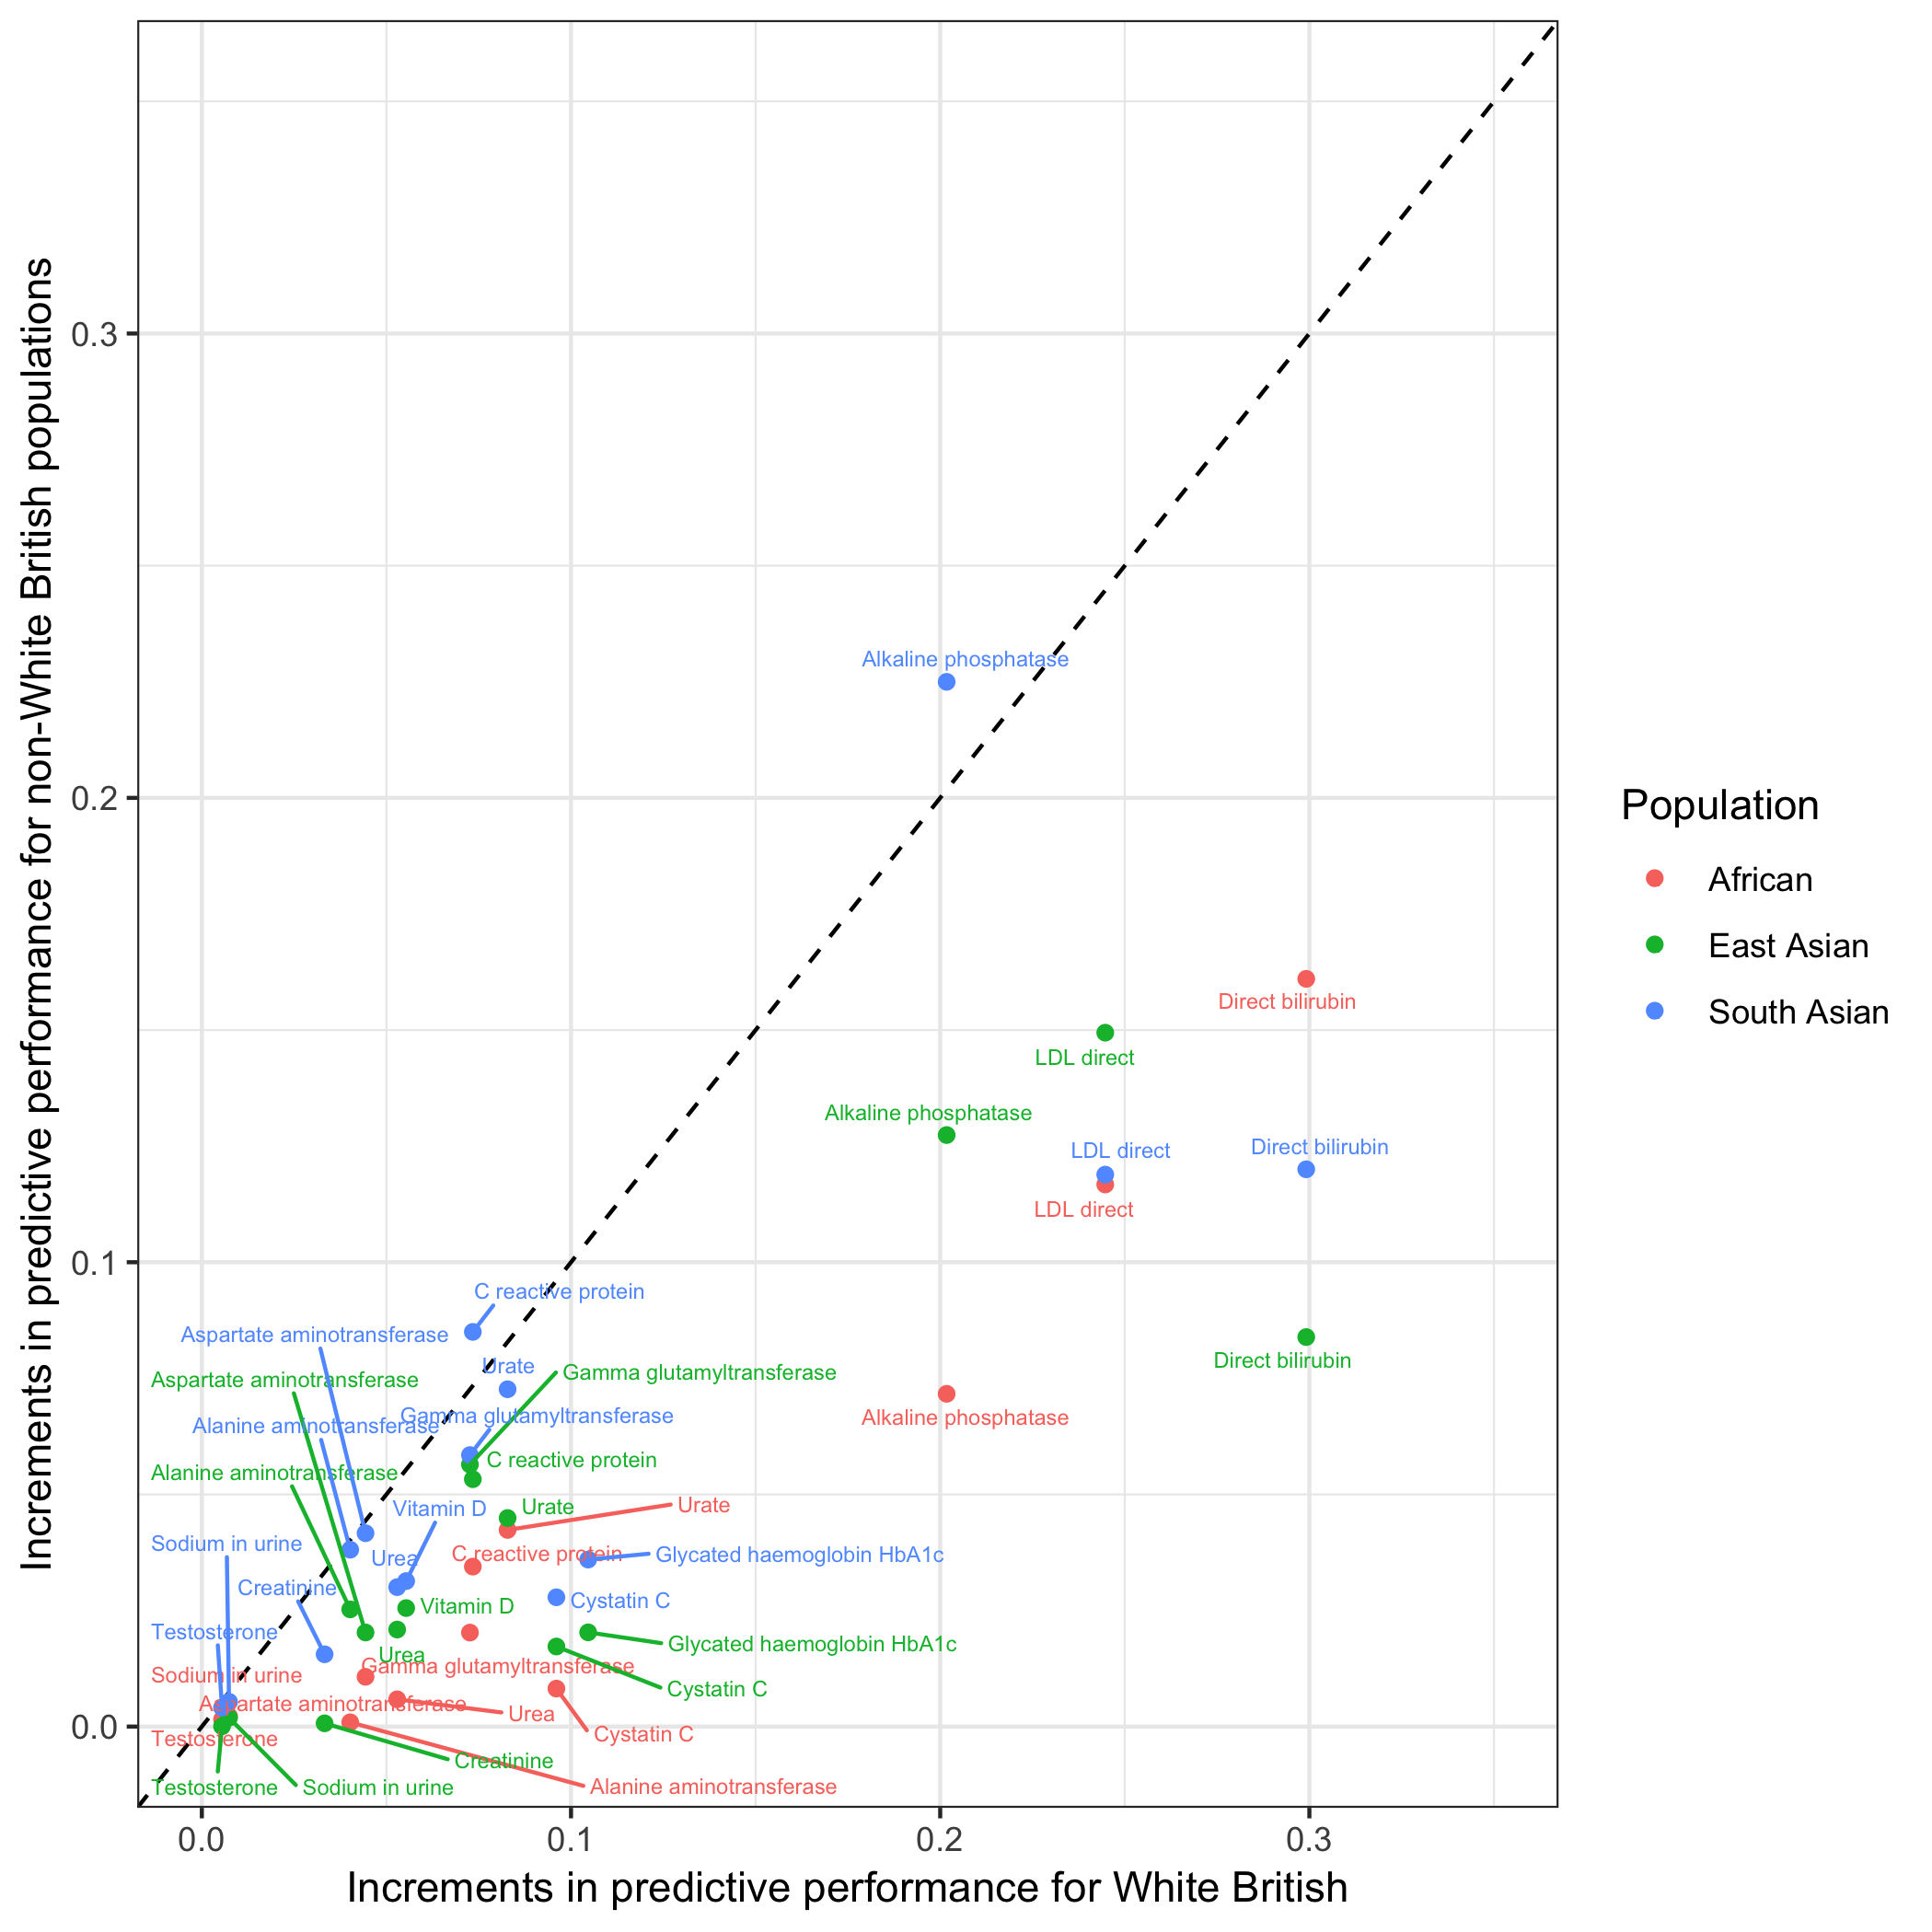 Increments in predictive performance for non-White British populations
0.3
0.2
0.1
0.0
Alkaline phosphatase
Direct bilirubin
LDL direct
Alkaline phosphatase
LDL direct
Direct bilirubin
LDL direct
C reactive protein
Aspartate aminotransferase
Direct bilirubin
Urate
Gamma glutamyltransferase
Aspartate aminotransferase
Gamma glutamyltransferase
Alkaline phosphatase
Alanine aminotransferase
C reactive protein
Alanine aminotransferase
Vitamin D
Urate
Urate
Sodium in urine
Urea
C reactive protein
Glycated haemoglobin HbA1c
Creatinine
Cystatin C
Vitamin D
Testosterone
Glycated haemoglobin HbA1c
Urea
Gamma glutamyltransferase
Sodium in urine
Cystatin C
Aspartate aminotransferase
Urea
Cystatin C
Testosterone
Creatinine
Alanine aminotransferase
Testosterone
Sodium in urine
0.0
0.1
0.2
0.3
Increments in predictive performance for White British
Population
African
East Asian
South Asian